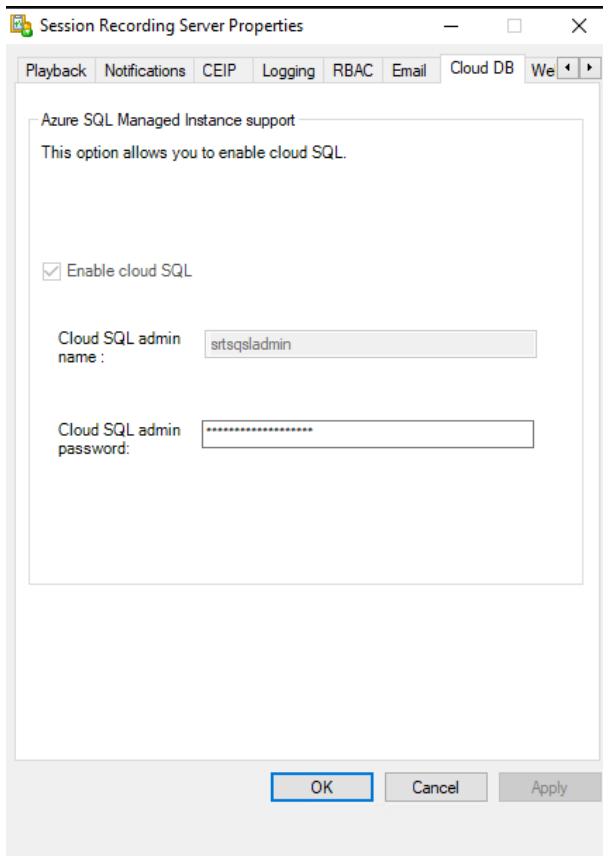 Session Recording Server Properties
Playback Notifications CEIP Logging RBAC Email Cloud DB We
Azure SQL Managed Instance support
This option allows you to enable cloud SQL.
Enable cloud SQL
Cloud SQL admin
name :
srtsqsladmin
Cloud SQL admin
password:
*******************
OK Cancel Apply